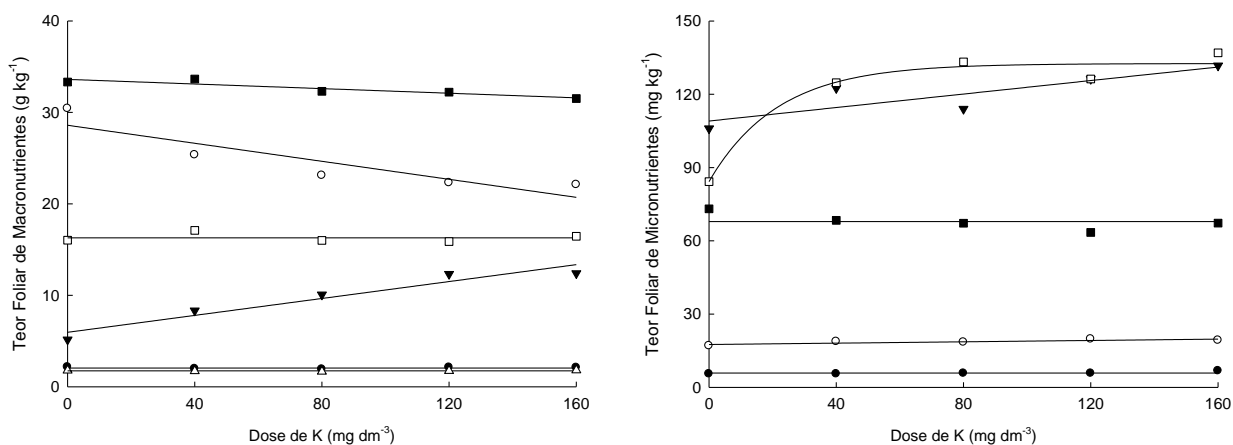 Teor Foliar de Macronutrientes (g kg⁻¹)
40
30
20
10
0
0 40 80 120 160
Dose de K (mg dm⁻³)
Teor Foliar de Micronutrientes (mg kg⁻¹)
150
120
90
60
30
0
0 40 80 120 160
Dose de K (mg dm⁻³)